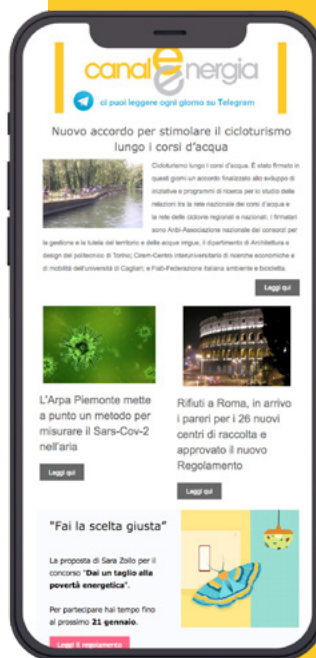 canale energia
ci puoi leggere ogni giorno su Telegram
Nuovo accordo per stimolare il cicloturismo
lungo i corsi d'acqua
Cicloturismo lungo i corsi d'acqua. È stato firmato in
questi giorni un accordo finalizzato allo sviluppo di
iniziative e programmi di ricerca per lo studio delle
relazioni tra la rete nazionale dei corsi d'acqua e
la rete delle ciclovie regionali e nazionali. I firmatari
sono Anbi-Associazione nazionale dei consorzi per
la gestione e la tutela del territorio e delle acque irrigue, il dipartimento di Architettura e
design del politecnico di Torino; Cirem-Centro interuniversitario di ricerche economiche e
di mobilità dell'università di Cagliari; e Fiab-Federazione italiana ambiente e bicicletta.
Leggi qui
L'Arpa Piemonte mette
a punto un metodo per
misurare il Sars-Cov-2
nell'aria
Leggi qui
Rifiuti a Roma, in arrivo
i pareri per i 26 nuovi
centri di raccolta e
approvato il nuovo
Regolamento
Leggi qui
"Fai la scelta giusta"
La proposta di Sara Zollo per il
concorso "Dai un taglio alla
povertà energetica".
Per partecipare hai tempo fino
al prossimo 21 gennaio.
Leggi il regolamento